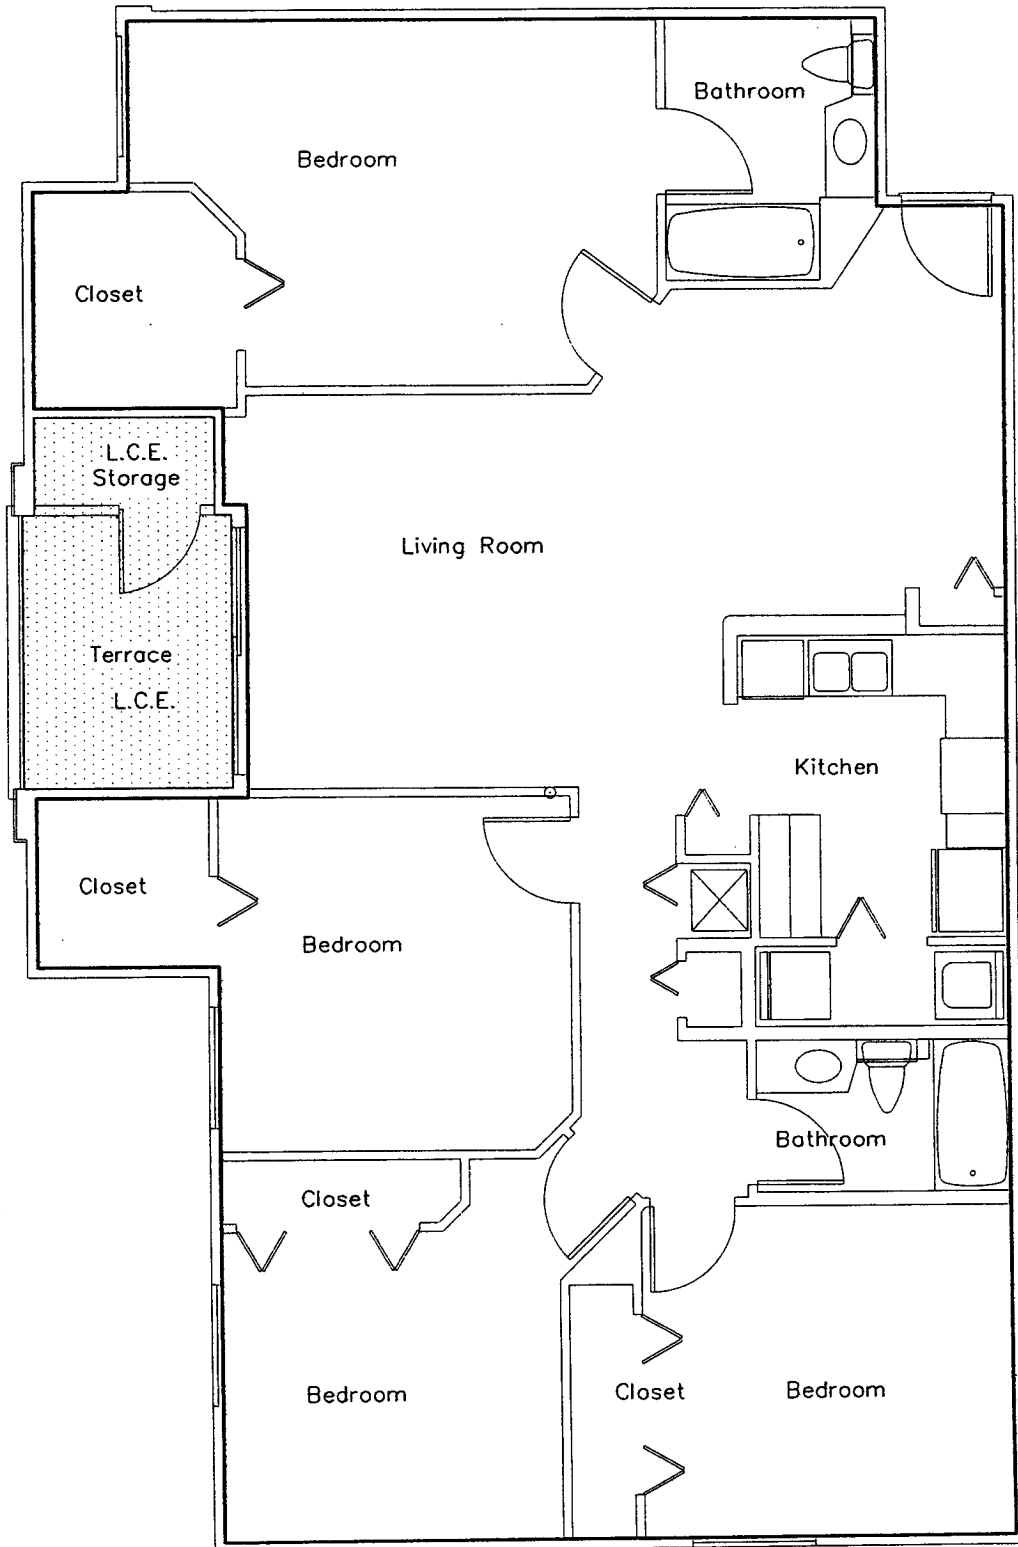 Bathroom
Bedroom
Closet
L.C.E.
Storage
Living Room
Terrace
L.C.E.
Kitchen
Closet
Bedroom
Bathroom
Closet
Bedroom
Closet
Bedroom